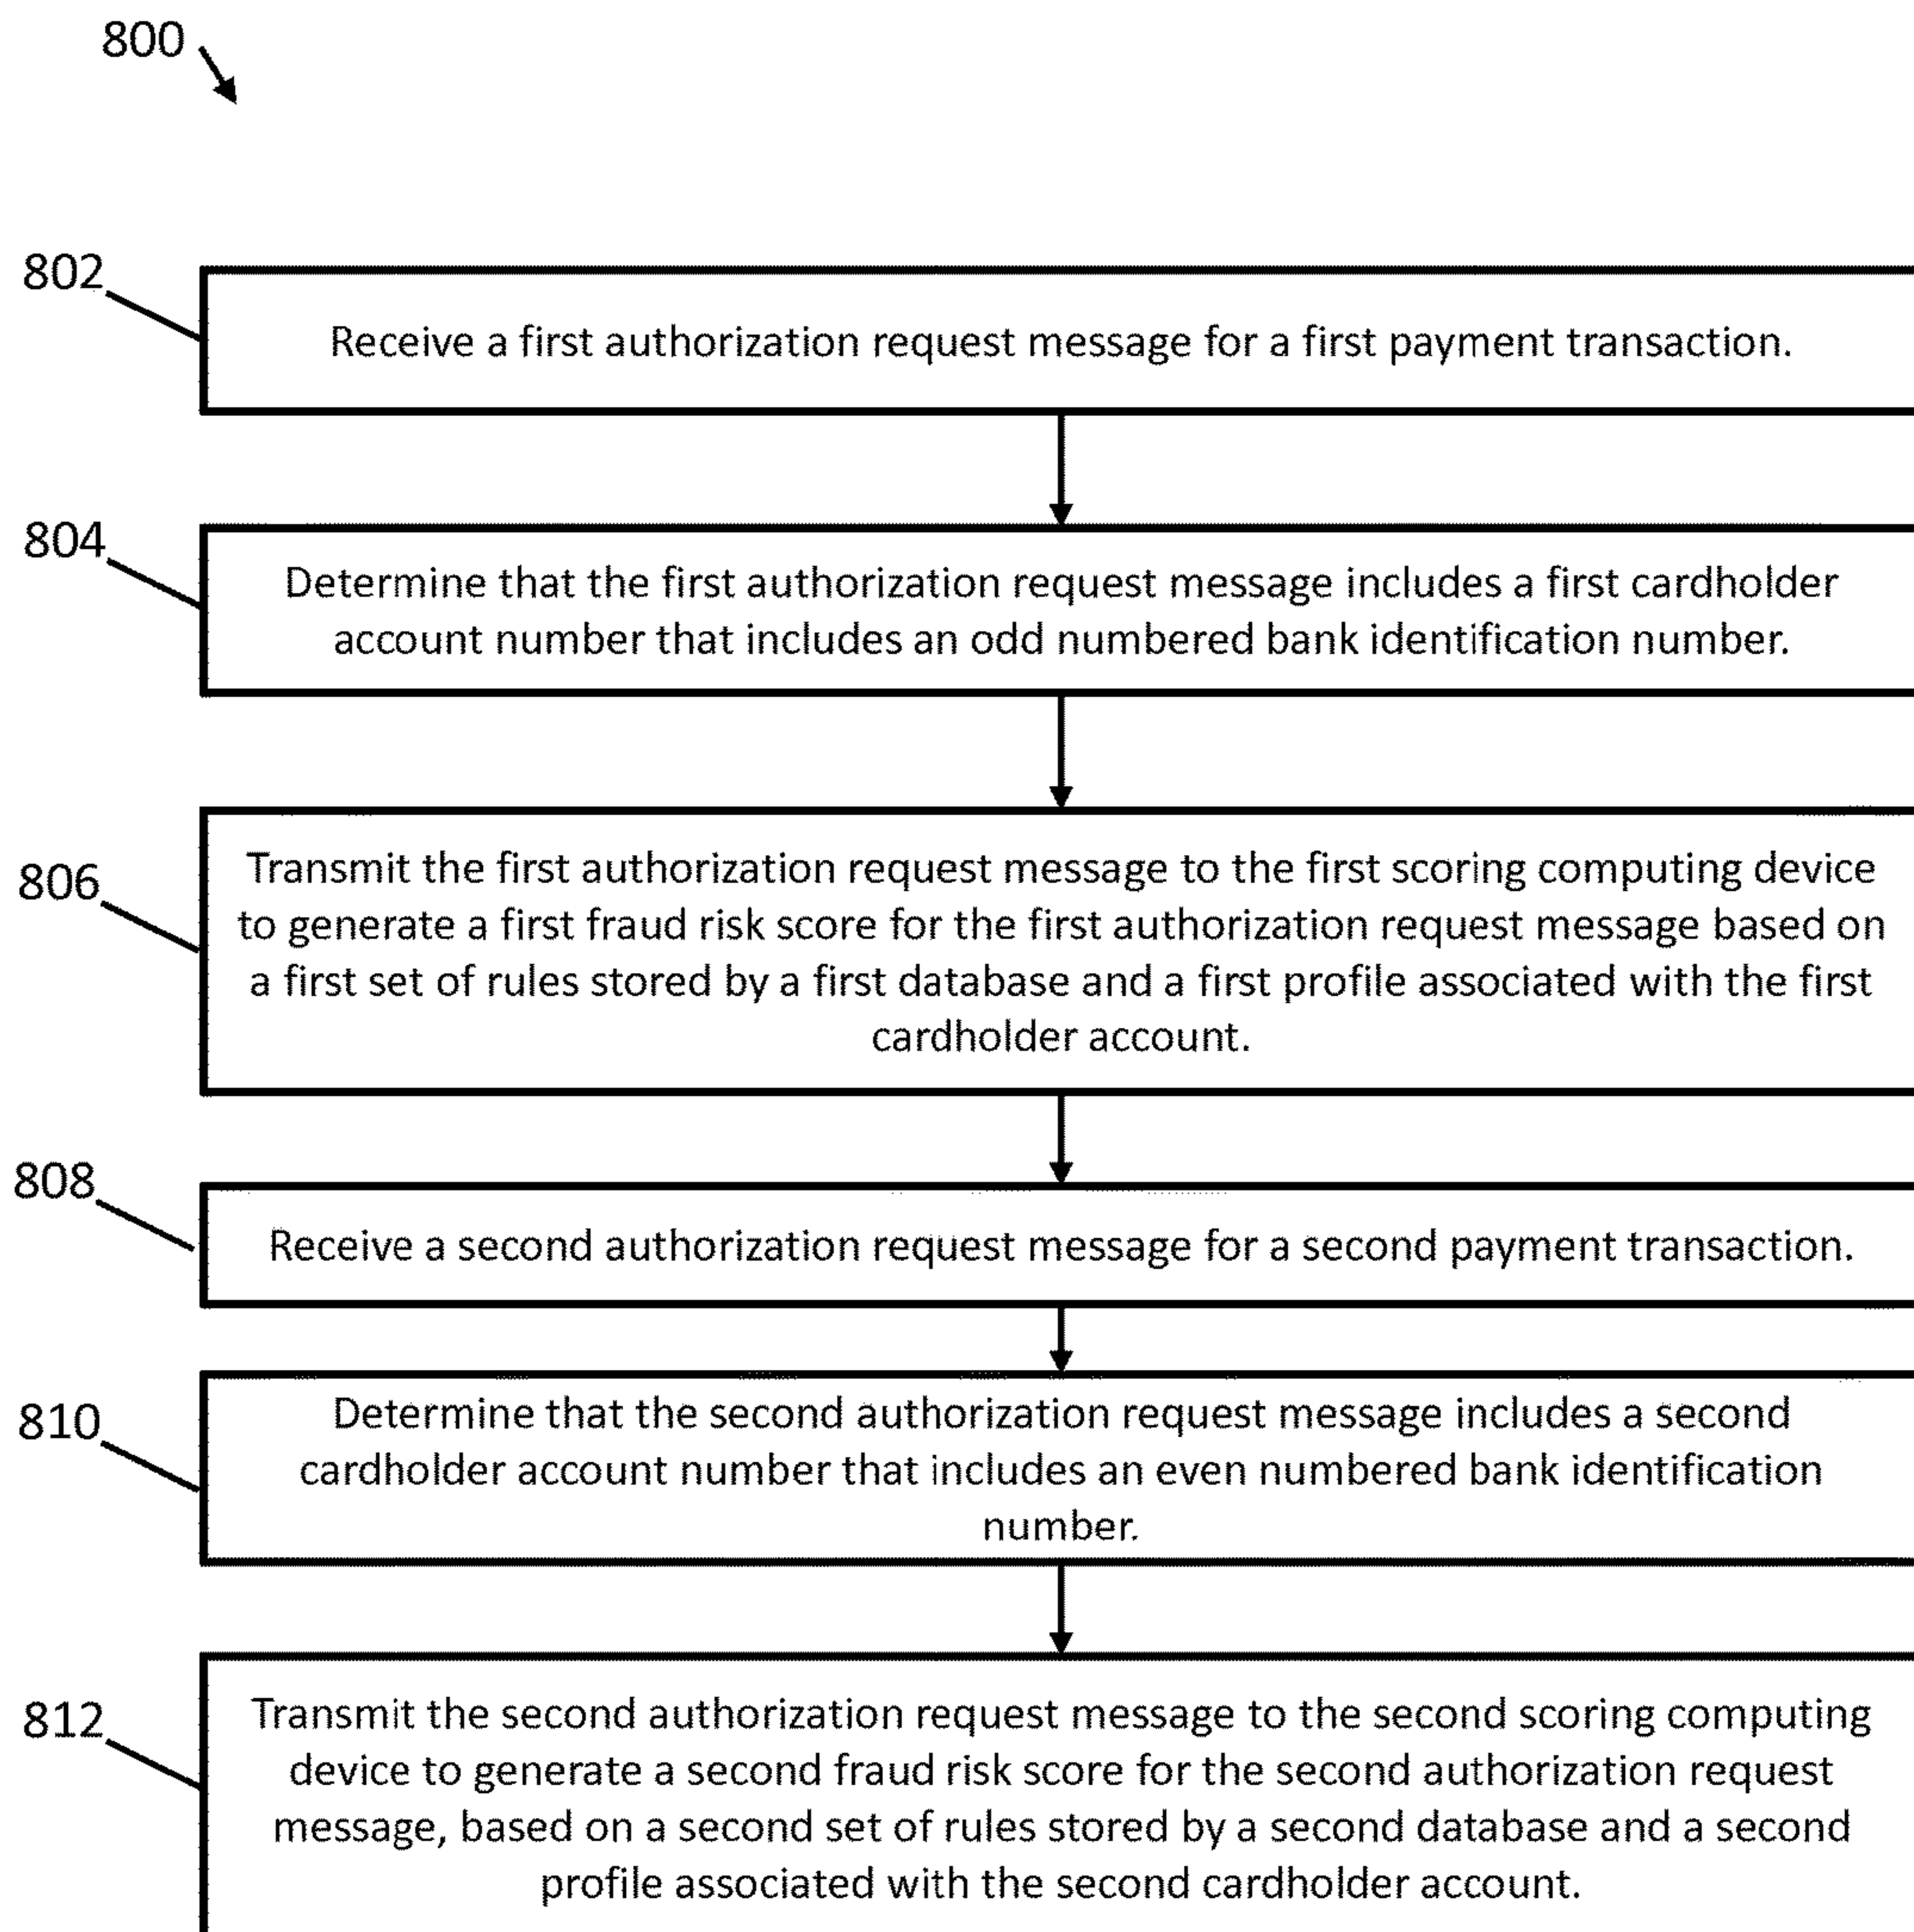 800
802
Receive a first authorization request message for a first payment transaction.
804
Determine that the first authorization request message includes a first cardholder
account number that includes an odd numbered bank identification number.
806
Transmit the first authorization request message to the first scoring computing device
to generate a first fraud risk score for the first authorization request message based on
a first set of rules stored by a first database and a first profile associated with the first
cardholder account.
808
Receive a second authorization request message for a second payment transaction.
810
Determine that the second authorization request message includes a second
cardholder account number that includes an even numbered bank identification
number.
812
Transmit the second authorization request message to the second scoring computing
device to generate a second fraud risk score for the second authorization request
message, based on a second set of rules stored by a second database and a second
profile associated with the second cardholder account.